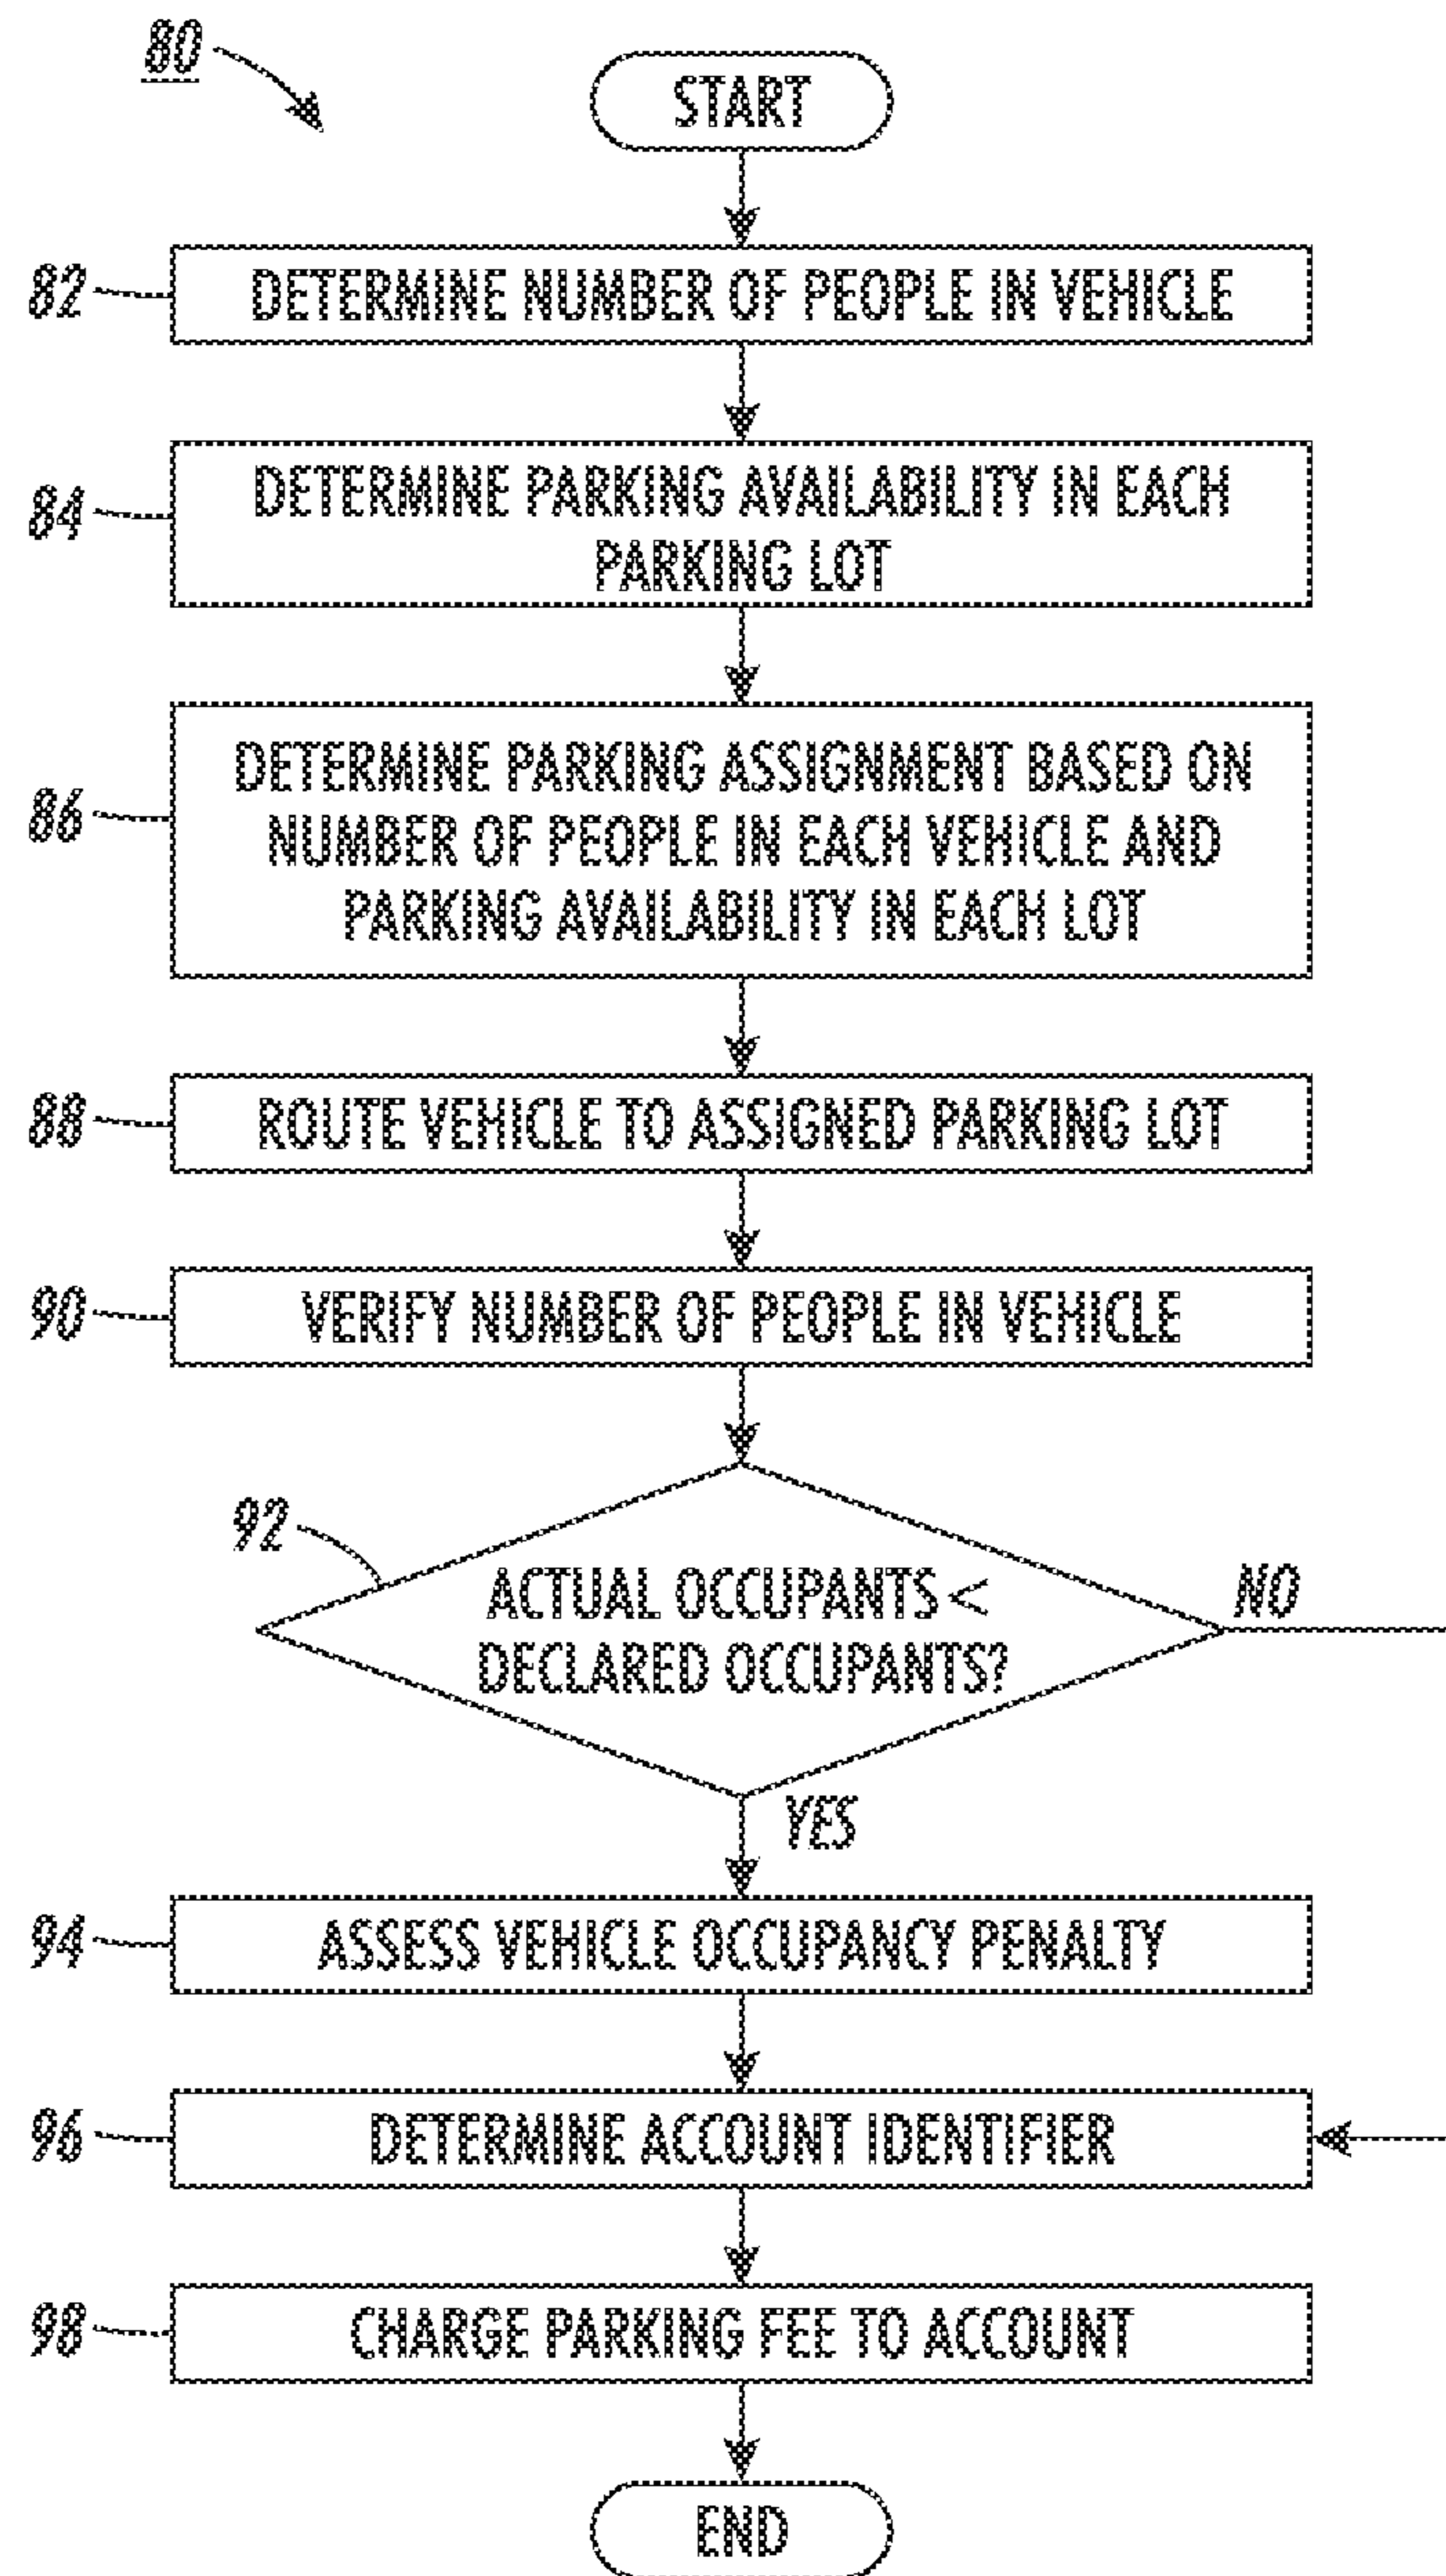 80
START
82
DETERMINE NUMBER OF PEOPLE IN VEHICLE
84
DETERMINE PARKING AVAILABILITY IN EACH
PARKING LOT
86
DETERMINE PARKING ASSIGNMENT BASED ON
NUMBER OF PEOPLE IN EACH VEHICLE AND
PARKING AVAILABILITY IN EACH LOT
88
ROUTE VEHICLE TO ASSIGNED PARKING LOT
90
VERIFY NUMBER OF PEOPLE IN VEHICLE
92
ACTUAL OCCUPANTS <
DECLARED OCCUPANTS?
NO
YES
94
ASSESS VEHICLE OCCUPANCY PENALTY
96
DETERMINE ACCOUNT IDENTIFIER
98
CHARGE PARKING FEE TO ACCOUNT
END